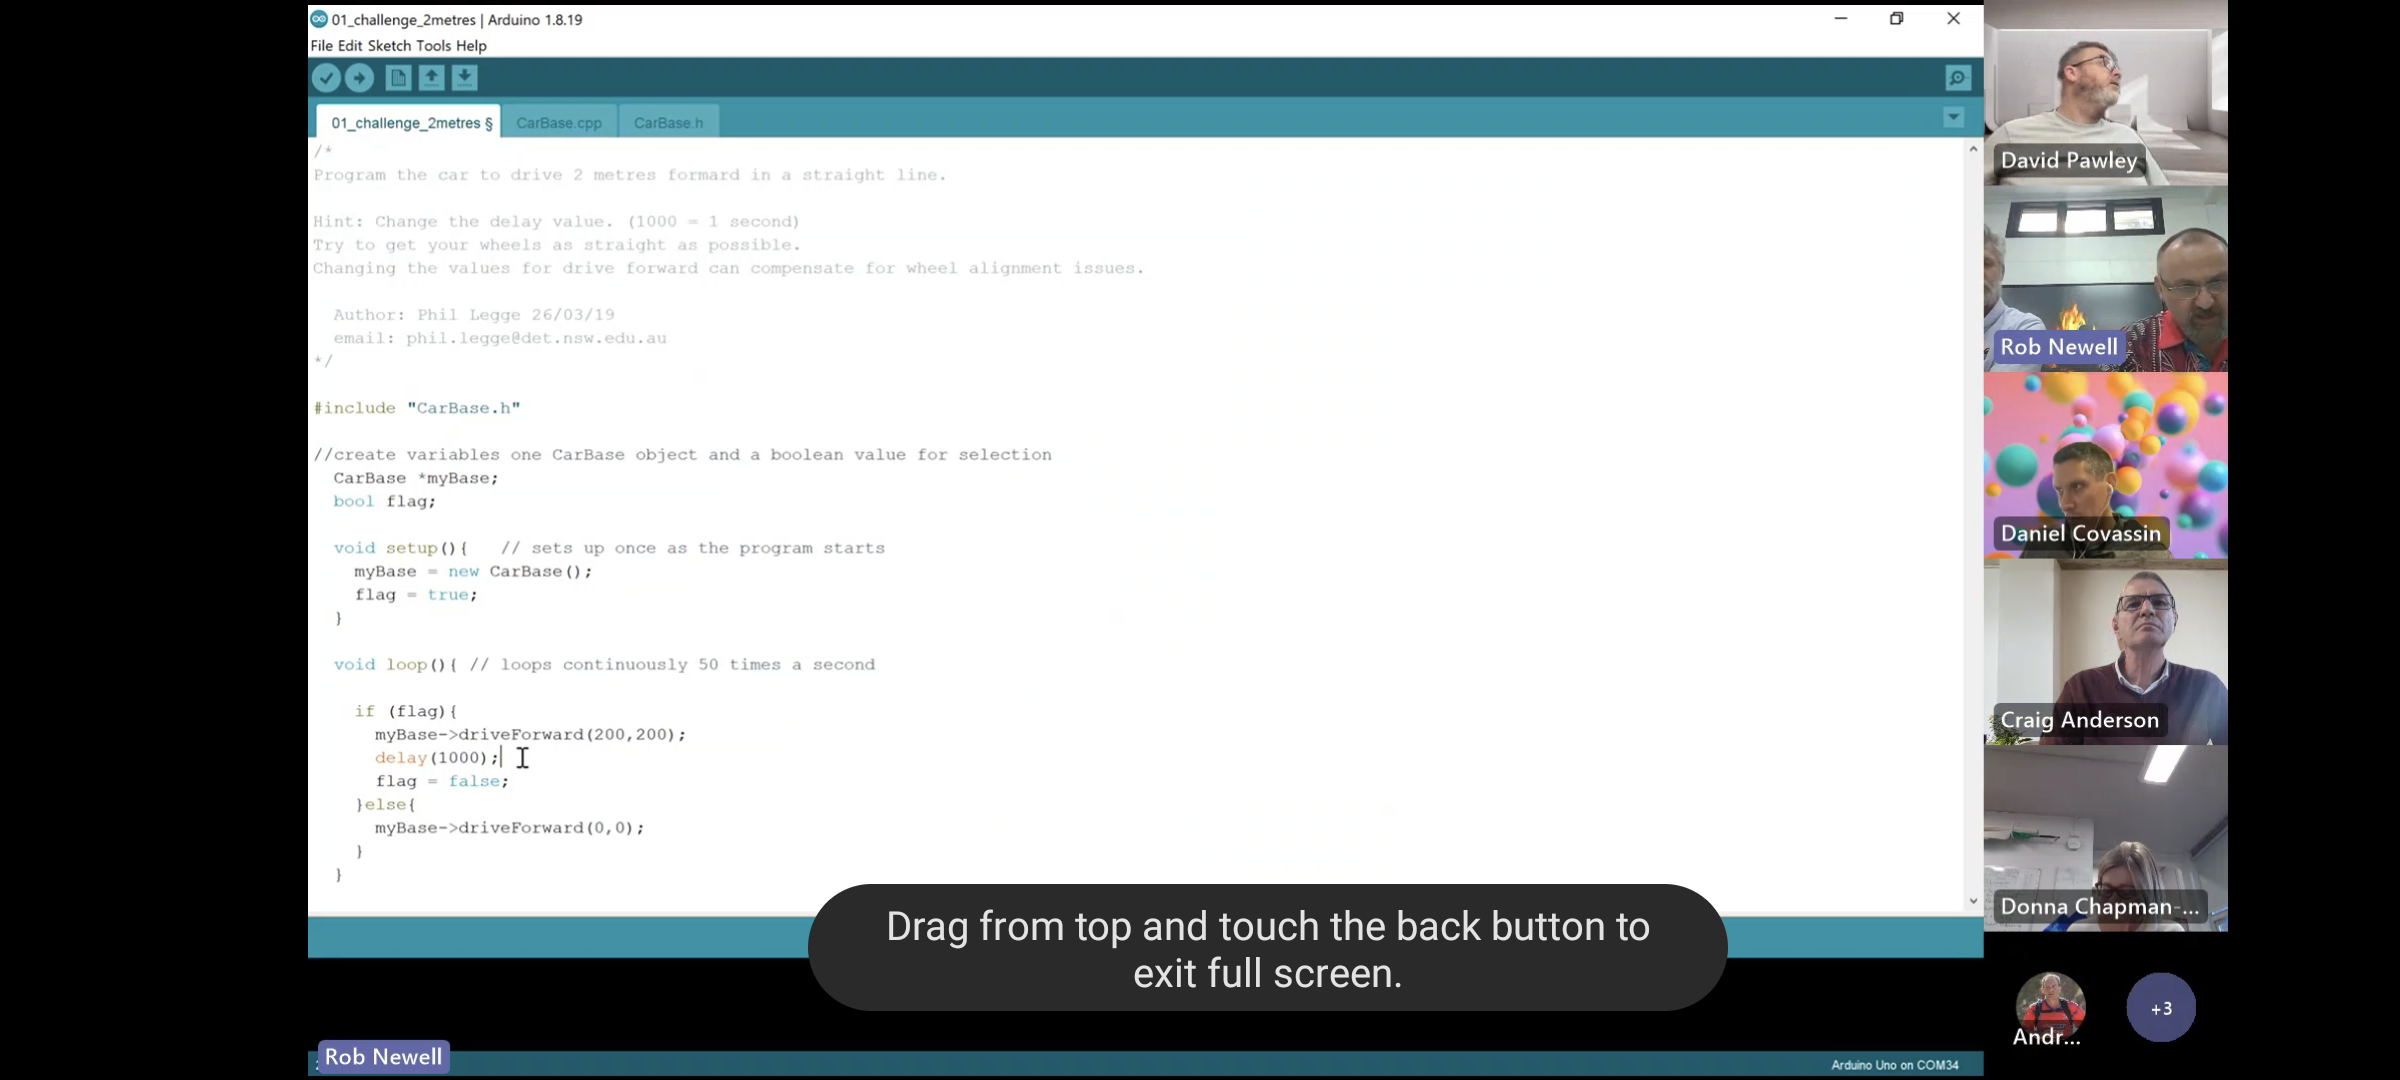 01_challenge_2metres | Arduino 1.8.19
File Edit Sketch Tools Help
01_challenge_2metres §
CarBase.cpp
CarBase.h
/*
Program the car to drive 2 metres formard in a straight line.
Hint: Change the delay value. (1000 = 1 second)
Try to get your wheels as straight as possible.
Changing the values for drive forward can compensate for wheel alignment issues.
Author: Phil Legge 26/03/19
email: phil.legge@det.nsw.edu.au
*/
#include "CarBase.h"
//create variables one CarBase object and a boolean value for selection
CarBase *myBase;
bool flag;
void setup(){   // sets up once as the program starts
myBase = new CarBase();
flag = true;
}
void loop(){ // loops continuously 50 times a second
if (flag){
myBase->driveForward(200,200);
delay(1000);
flag = false;
}else{
myBase->driveForward(0,0);
}
}
Drag from top and touch the back button to
exit full screen.
Rob Newell
Arduino Uno on COM34
David Pawley
Rob Newell
Daniel Covassin
Craig Anderson
Donna Chapman-...
Andr...
+3